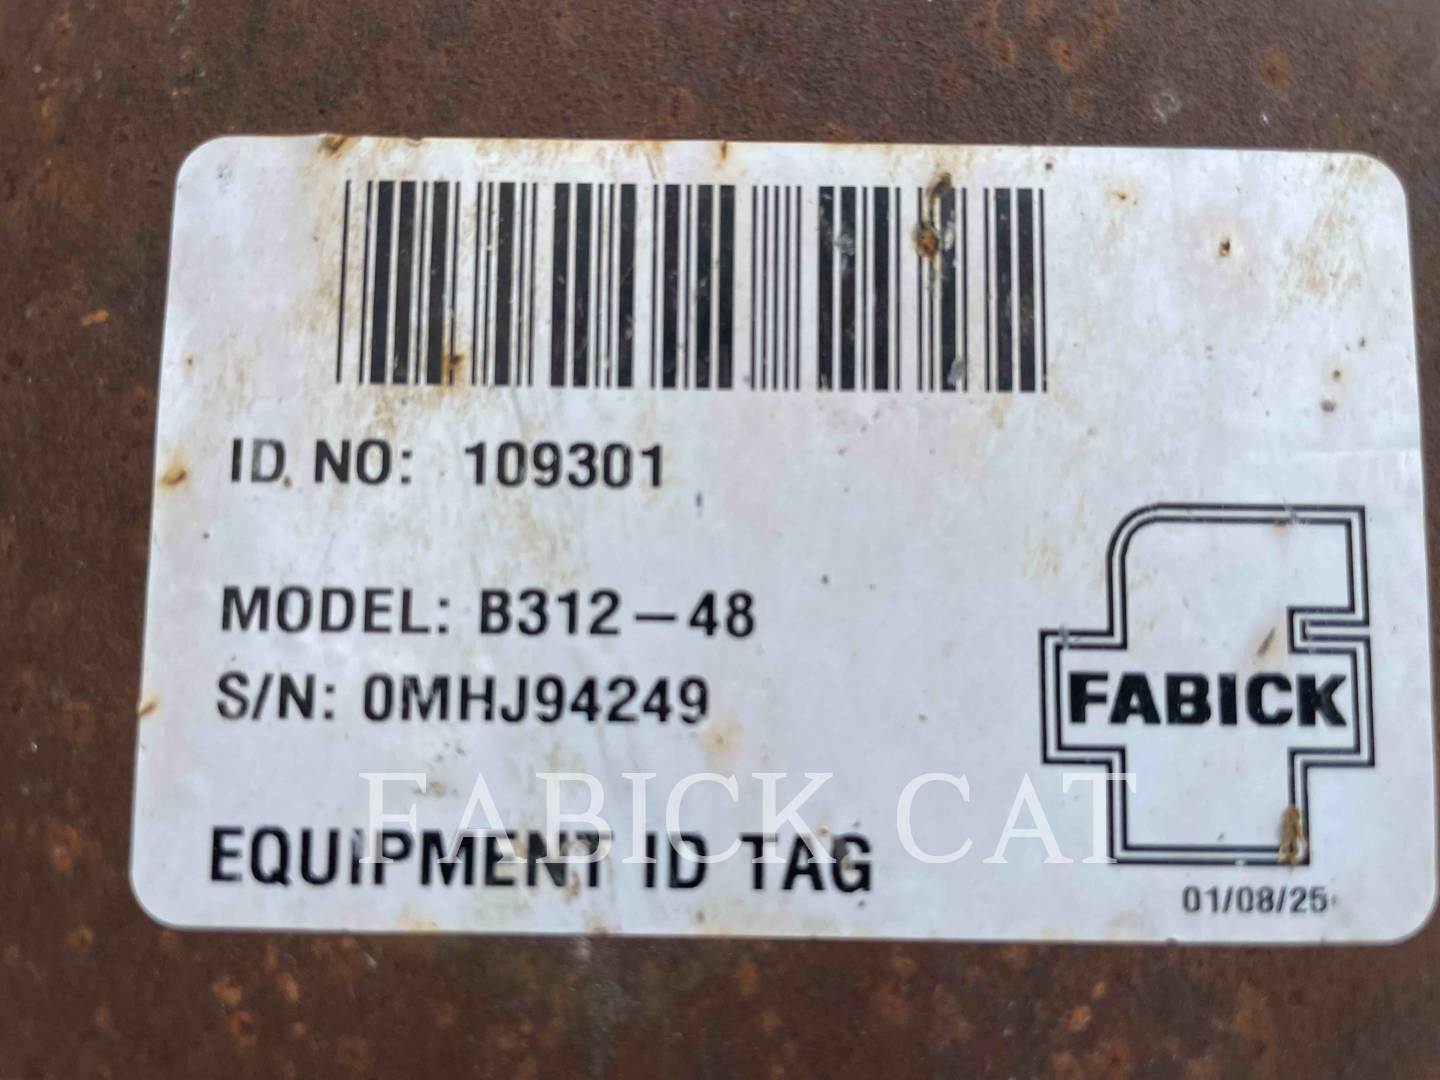 ID. NO: 109301
MODEL: B312-48
S/N: 0MHJ94249
FABICK
FABICK CAT
EQUIPMENT ID TAG
01/08/25